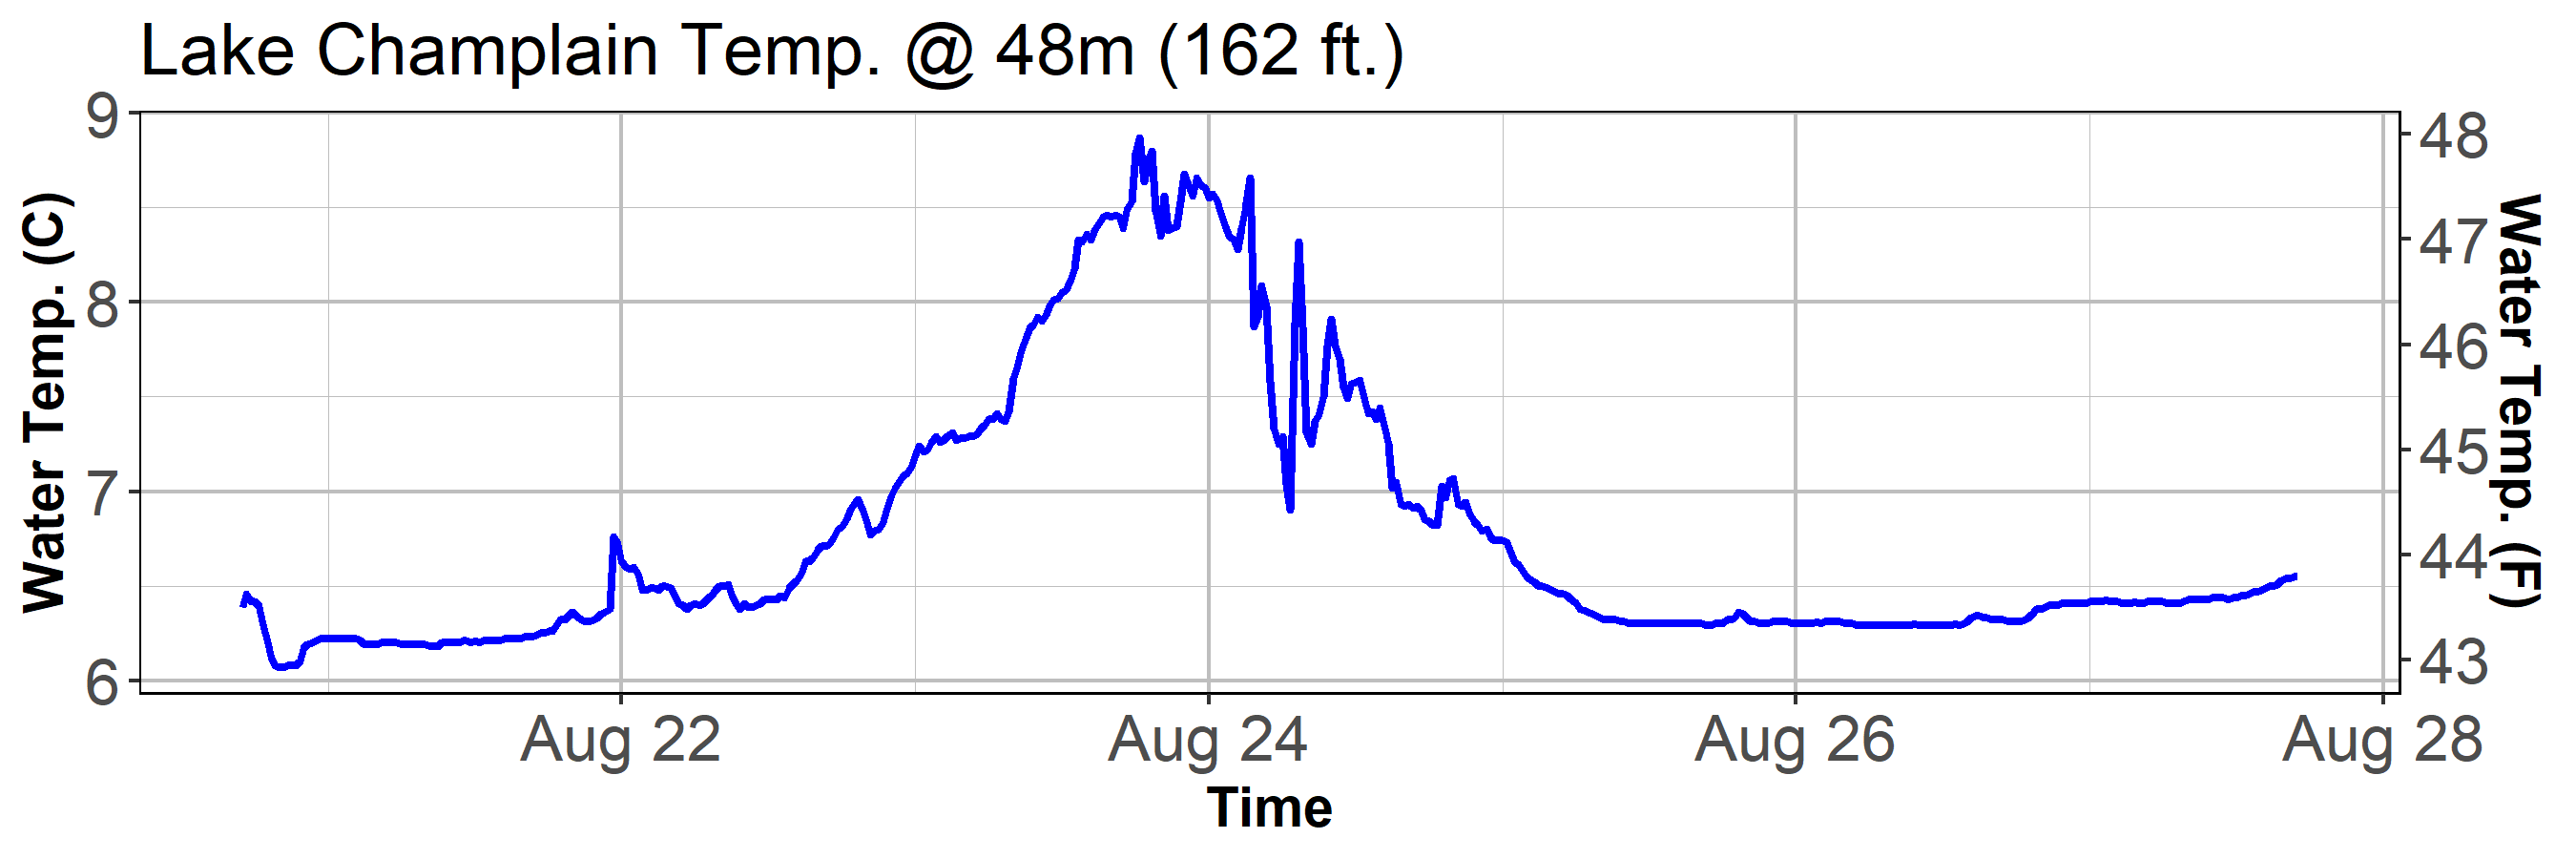 Lake Champlain Temp. @ 48m (162 ft.)
Water Temp. (C)
9
8
7
6
48
47
46
45
44
43
Water Temp. (F)
Aug 22 Aug 24 Aug 26 Aug 28
Time